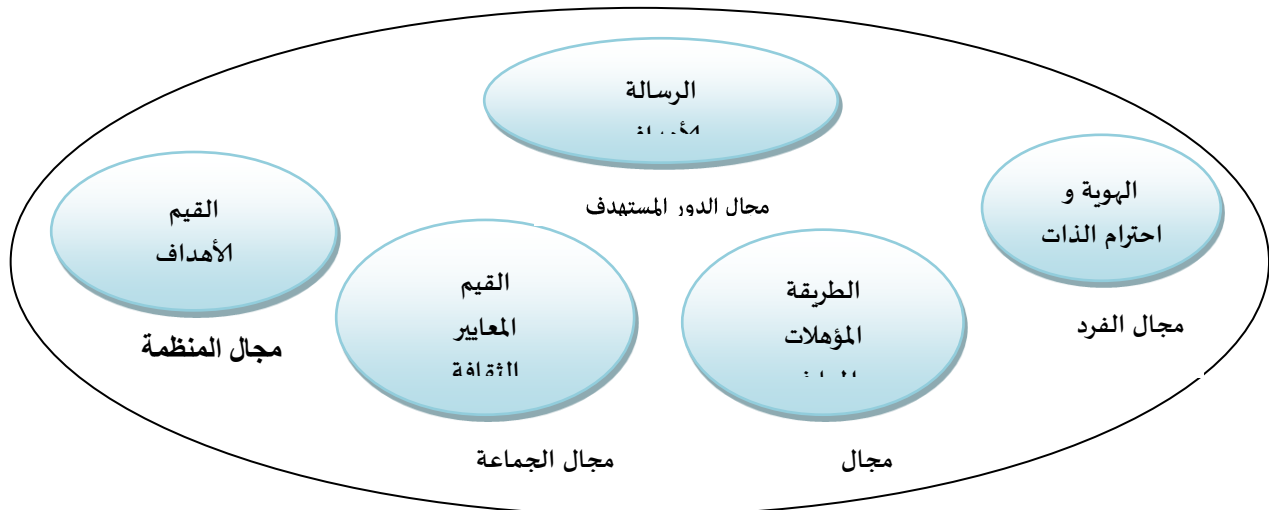 الرسالة
الهوية و
احترام الذات
مجال الفرد
مجال الدور المستهدف
الطريقة
المؤهلات
مجال
القيم
المعايير
الثقافة
مجال الجماعة
القيم
الأهداف
مجال المنظمة